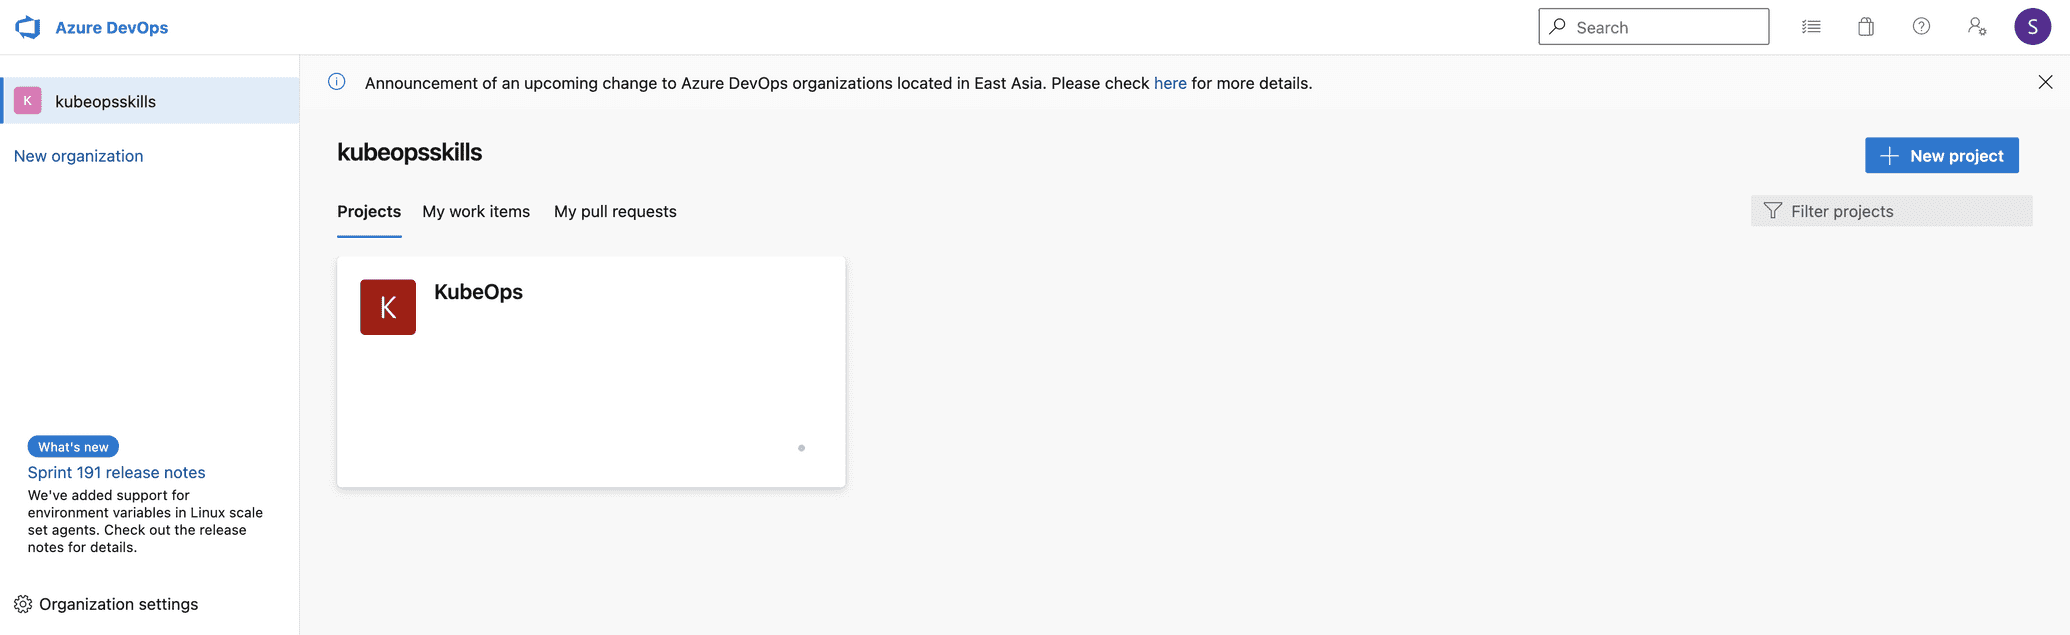 Azure DevOps
Search
S
K
kubeopsskills
New organization
Announcement of an upcoming change to Azure DevOps organizations located in East Asia. Please check here for more details.
kubeopsskills
New project
Projects
My work items
My pull requests
Filter projects
K
KubeOps
What's new
Sprint 191 release notes
We've added support for
environment variables in Linux scale
set agents. Check out the release
notes for details.
Organization settings